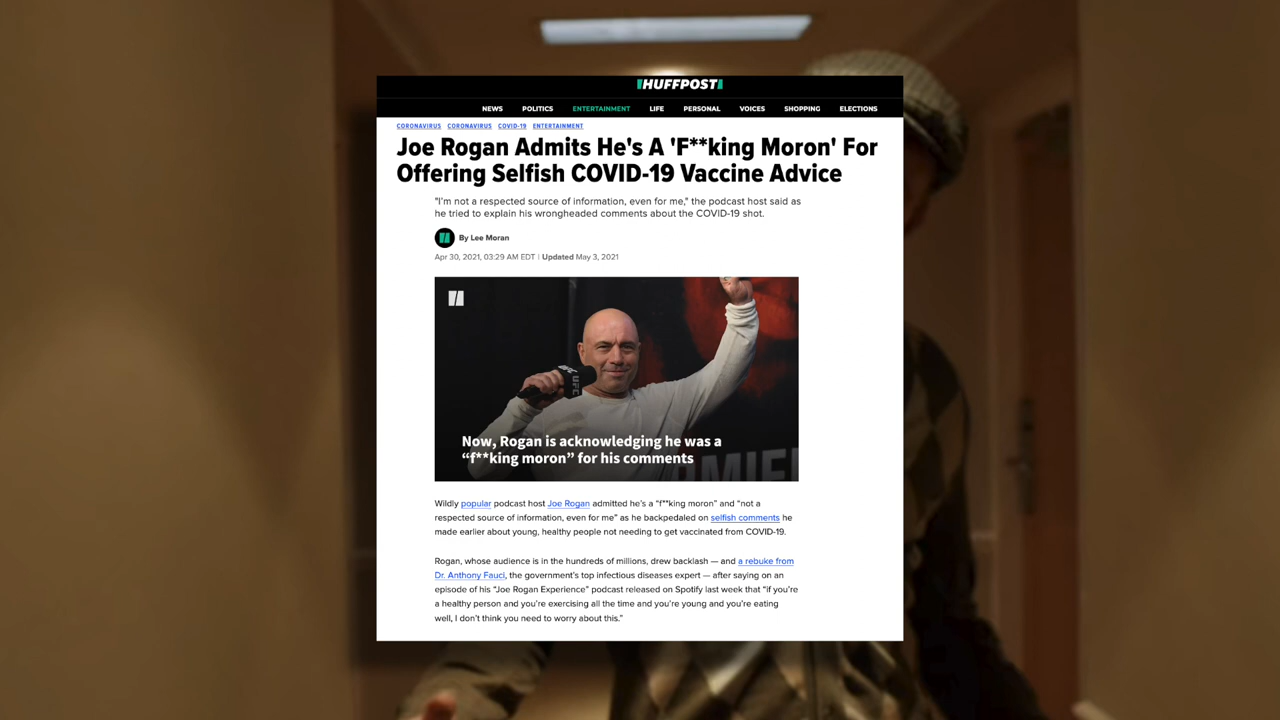 HUFFPOST
NEWS POLITICS ENTERTAINMENT LIFE PERSONAL VOICES SHOPPING ELECTIONS
CORONAVIRUS CORONAVIRUS COVID-19 ENTERTAINMENT
Joe Rogan Admits He's A 'F**king Moron' For
Offering Selfish COVID-19 Vaccine Advice
"I'm not a respected source of information, even for me," the podcast host said as
he tried to explain his wrongheaded comments about the COVID-19 shot.
By Lee Moran
Apr 30, 2021, 03:29 AM EDT | Updated May 3, 2021
UFC
Now, Rogan is acknowledging he was a
“f**king moron” for his comments
Wildly popular podcast host Joe Rogan admitted he's a “f**king moron” and “not a
respected source of information, even for me” as he backpedaled on selfish comments he
made earlier about young, healthy people not needing to get vaccinated from COVID-19.
Rogan, whose audience is in the hundreds of millions, drew backlash — and a rebuke from
Dr. Anthony Fauci, the government's top infectious diseases expert — after saying on an
episode of his “Joe Rogan Experience” podcast released on Spotify last week that “if you're
a healthy person and you're exercising all the time and you're young and you're eating
well, I don't think you need to worry about this.”